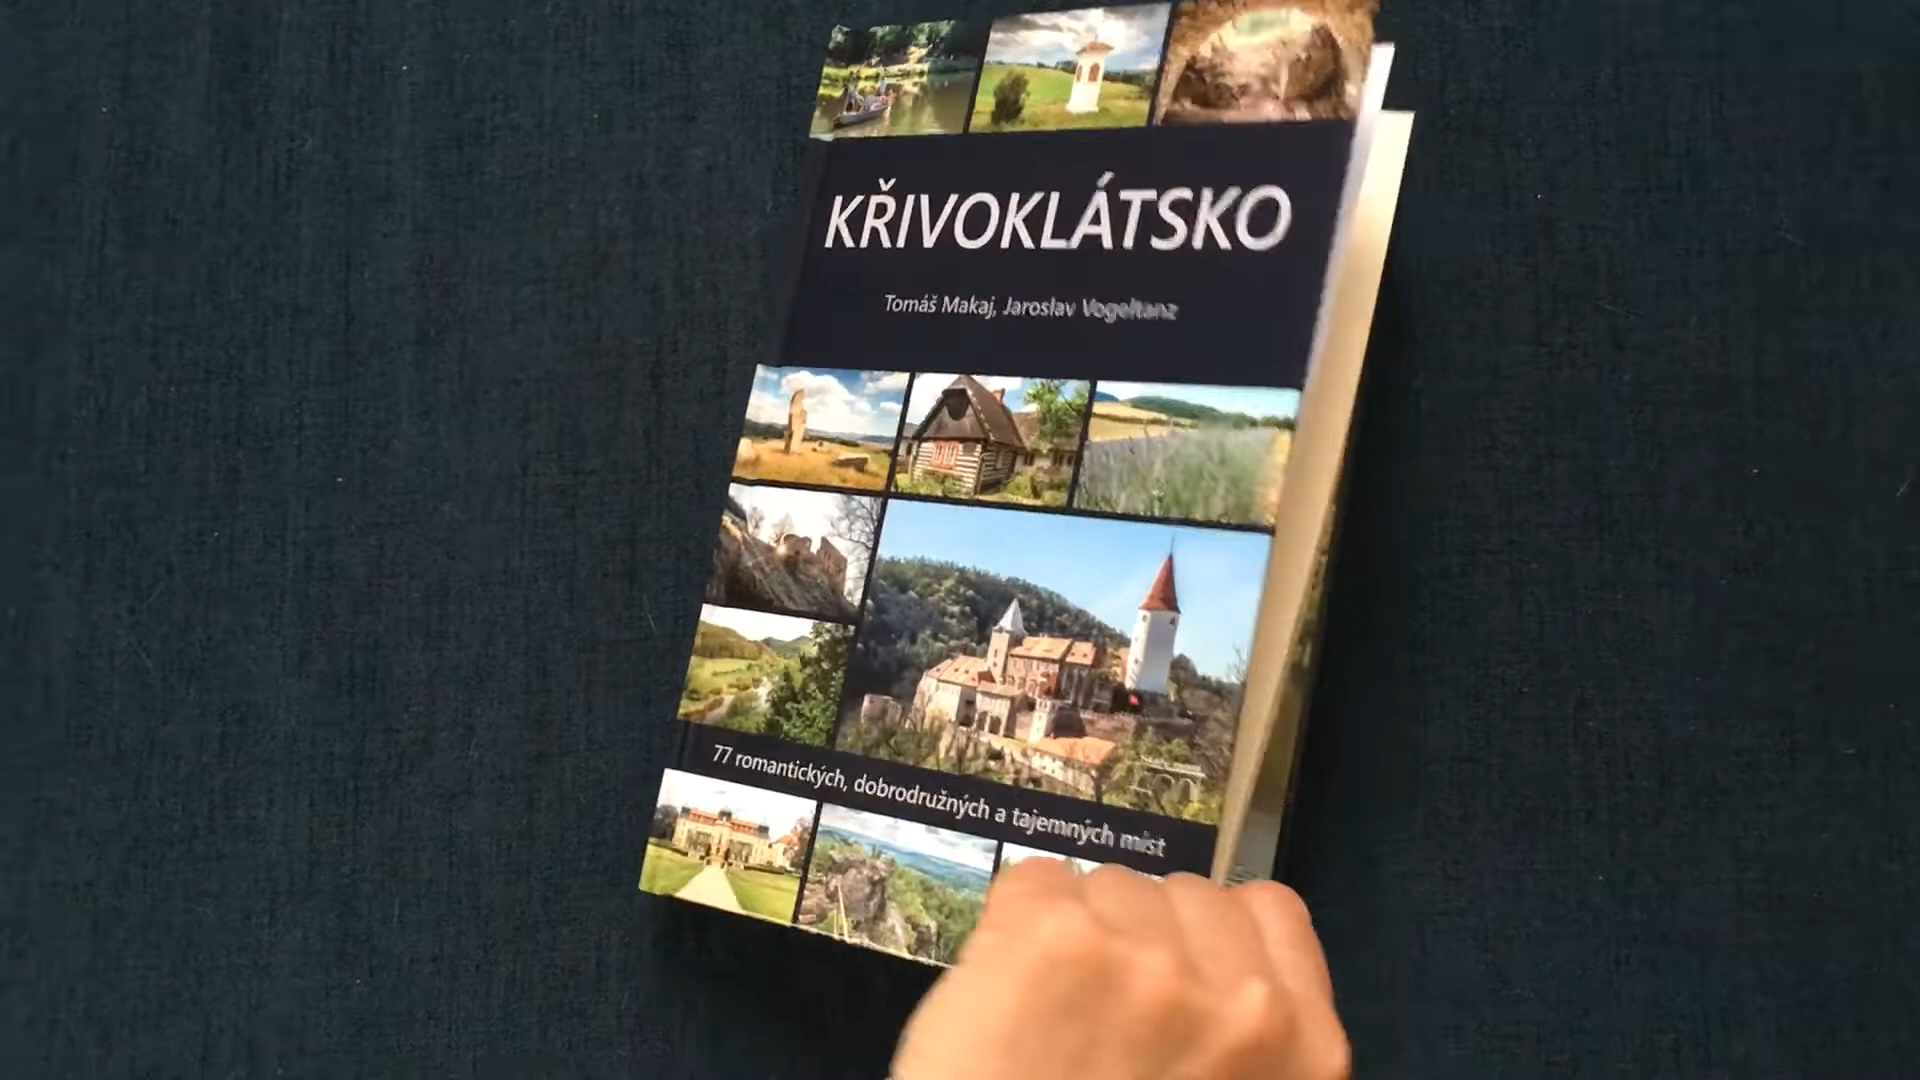 KŘIVOKLÁTSKO
Tomáš Makaj, Jaroslav Vogeltanz
77 romantických, dobrodružných a tajemných míst